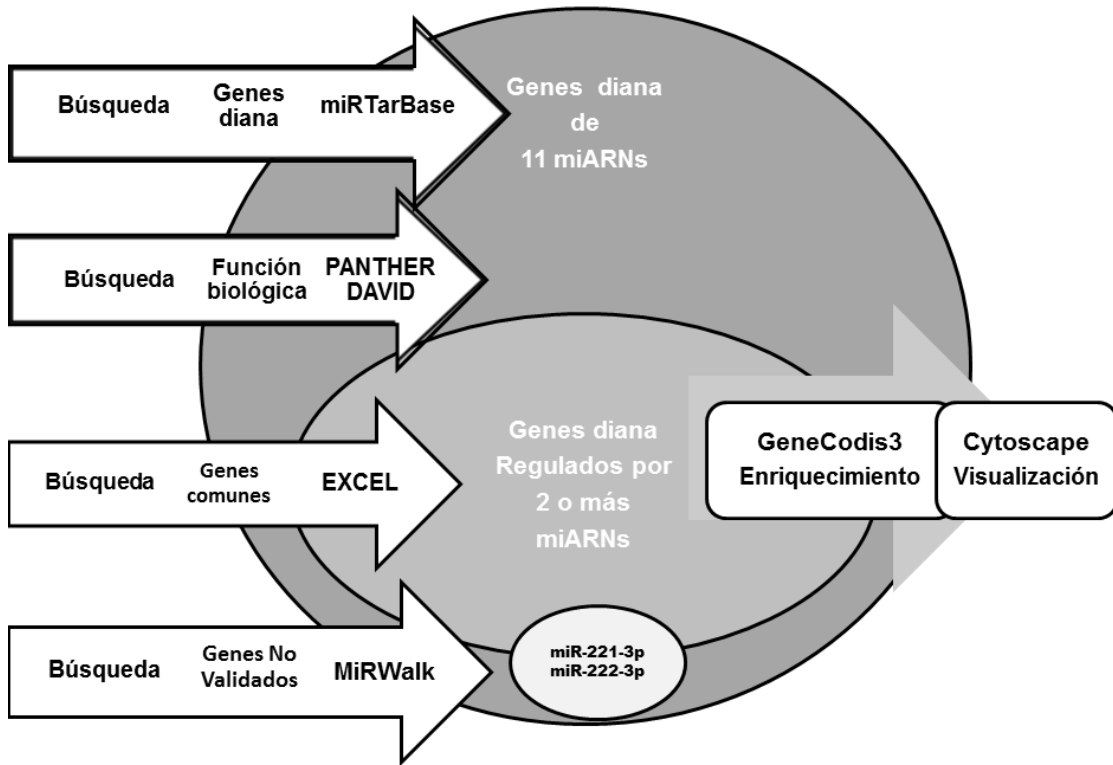 Búsqueda
Genes
diana
miRTarBase
Genes diana
de
11 miARNs
Búsqueda
Función
biológica
PANTHER
DAVID
Búsqueda
Genes
comunes
EXCEL
Genes diana
Regulados por
2 o más
miARNs
GeneCodis3
Enriquecimiento
Cytoscape
Visualización
Búsqueda
Genes No
Validados
MiRWalk
miR-221-3p
miR-222-3p